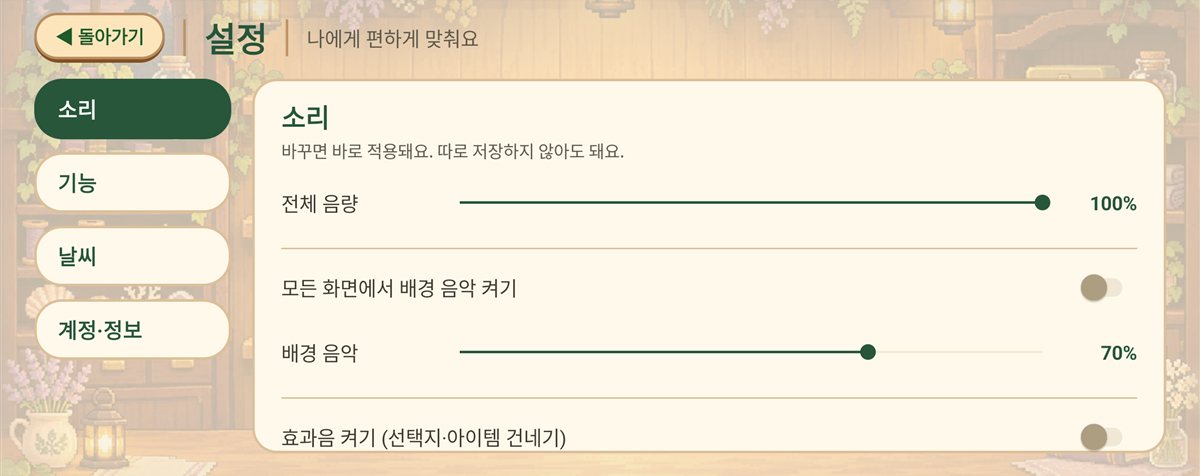 ◀ 돌아가기
설정
나에게 편하게 맞춰요
소리
기능
날씨
계정·정보
소리
바꾸면 바로 적용돼요. 따로 저장하지 않아도 돼요.
전체 음량 100%
모든 화면에서 배경 음악 켜기
배경 음악 70%
효과음 켜기 (선택지·아이템 건네기)